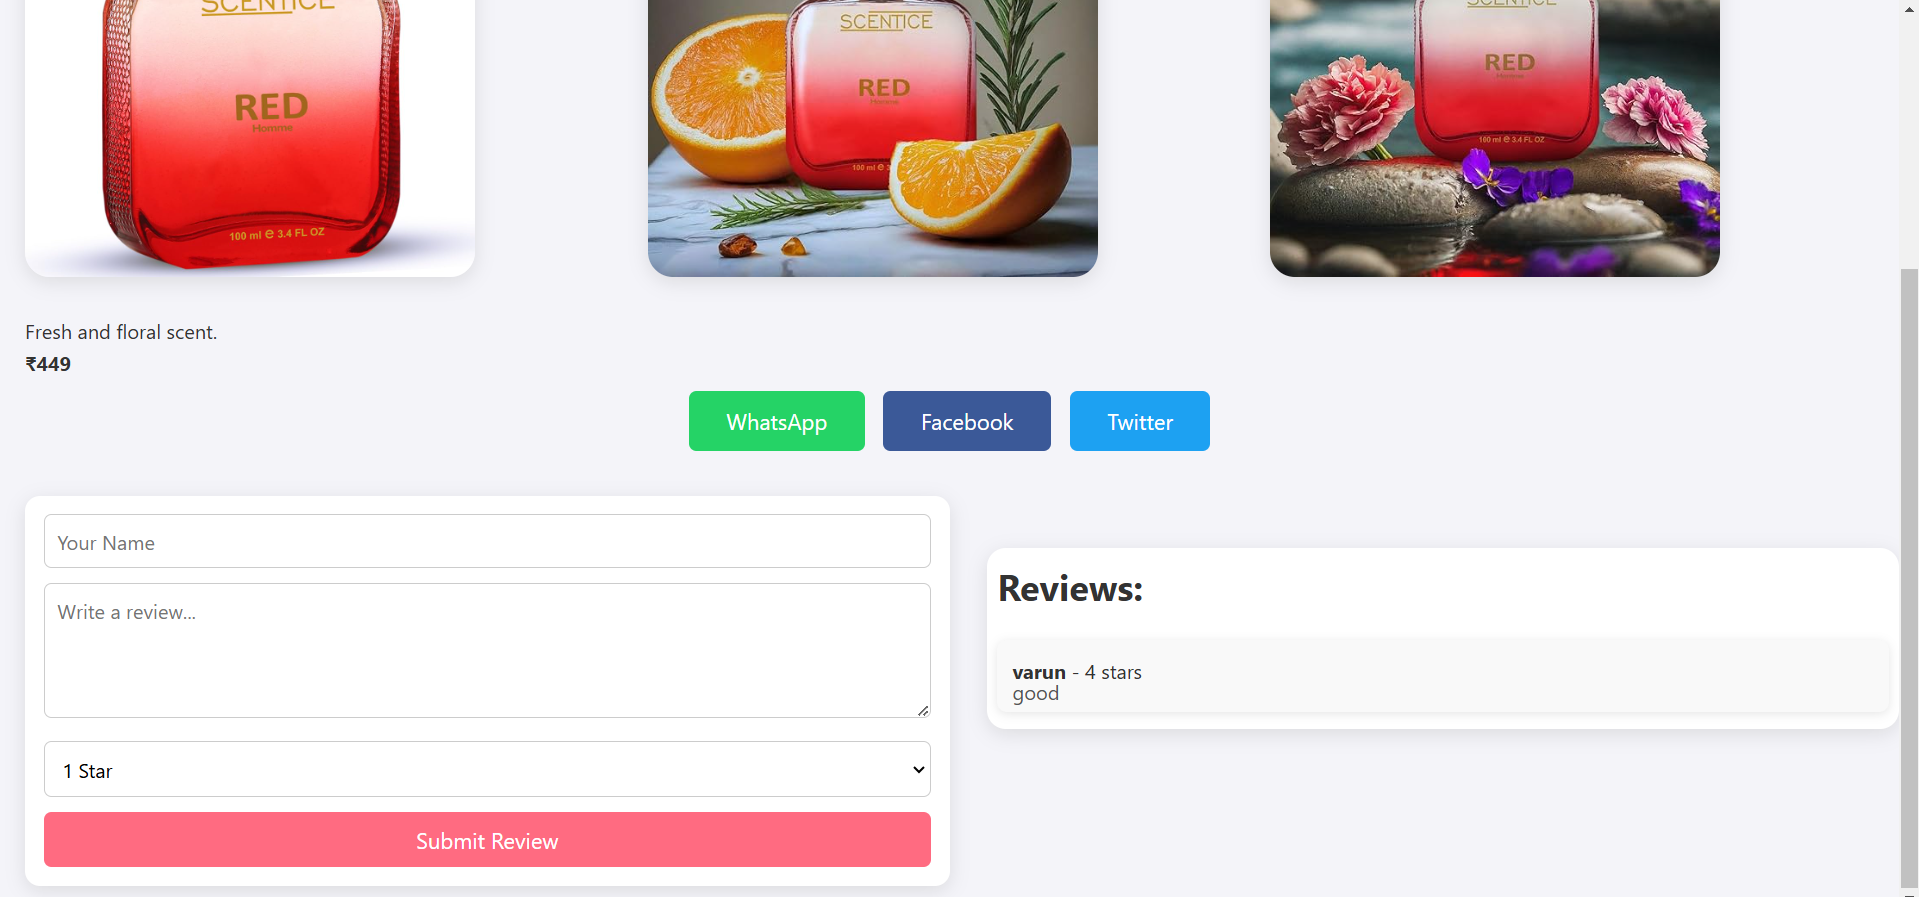 SCENTICE
RED
Homme
100 ml e 3.4 FL OZ
SCENTICE
RED
Homme
100 ml e 3
SCENTICE
RED
Homme
100 ml e 3.4 FL OZ
Fresh and floral scent.
₹449
WhatsApp
Facebook
Twitter
Your Name
Write a review...
1 Star
Submit Review
Reviews:
varun - 4 stars
good